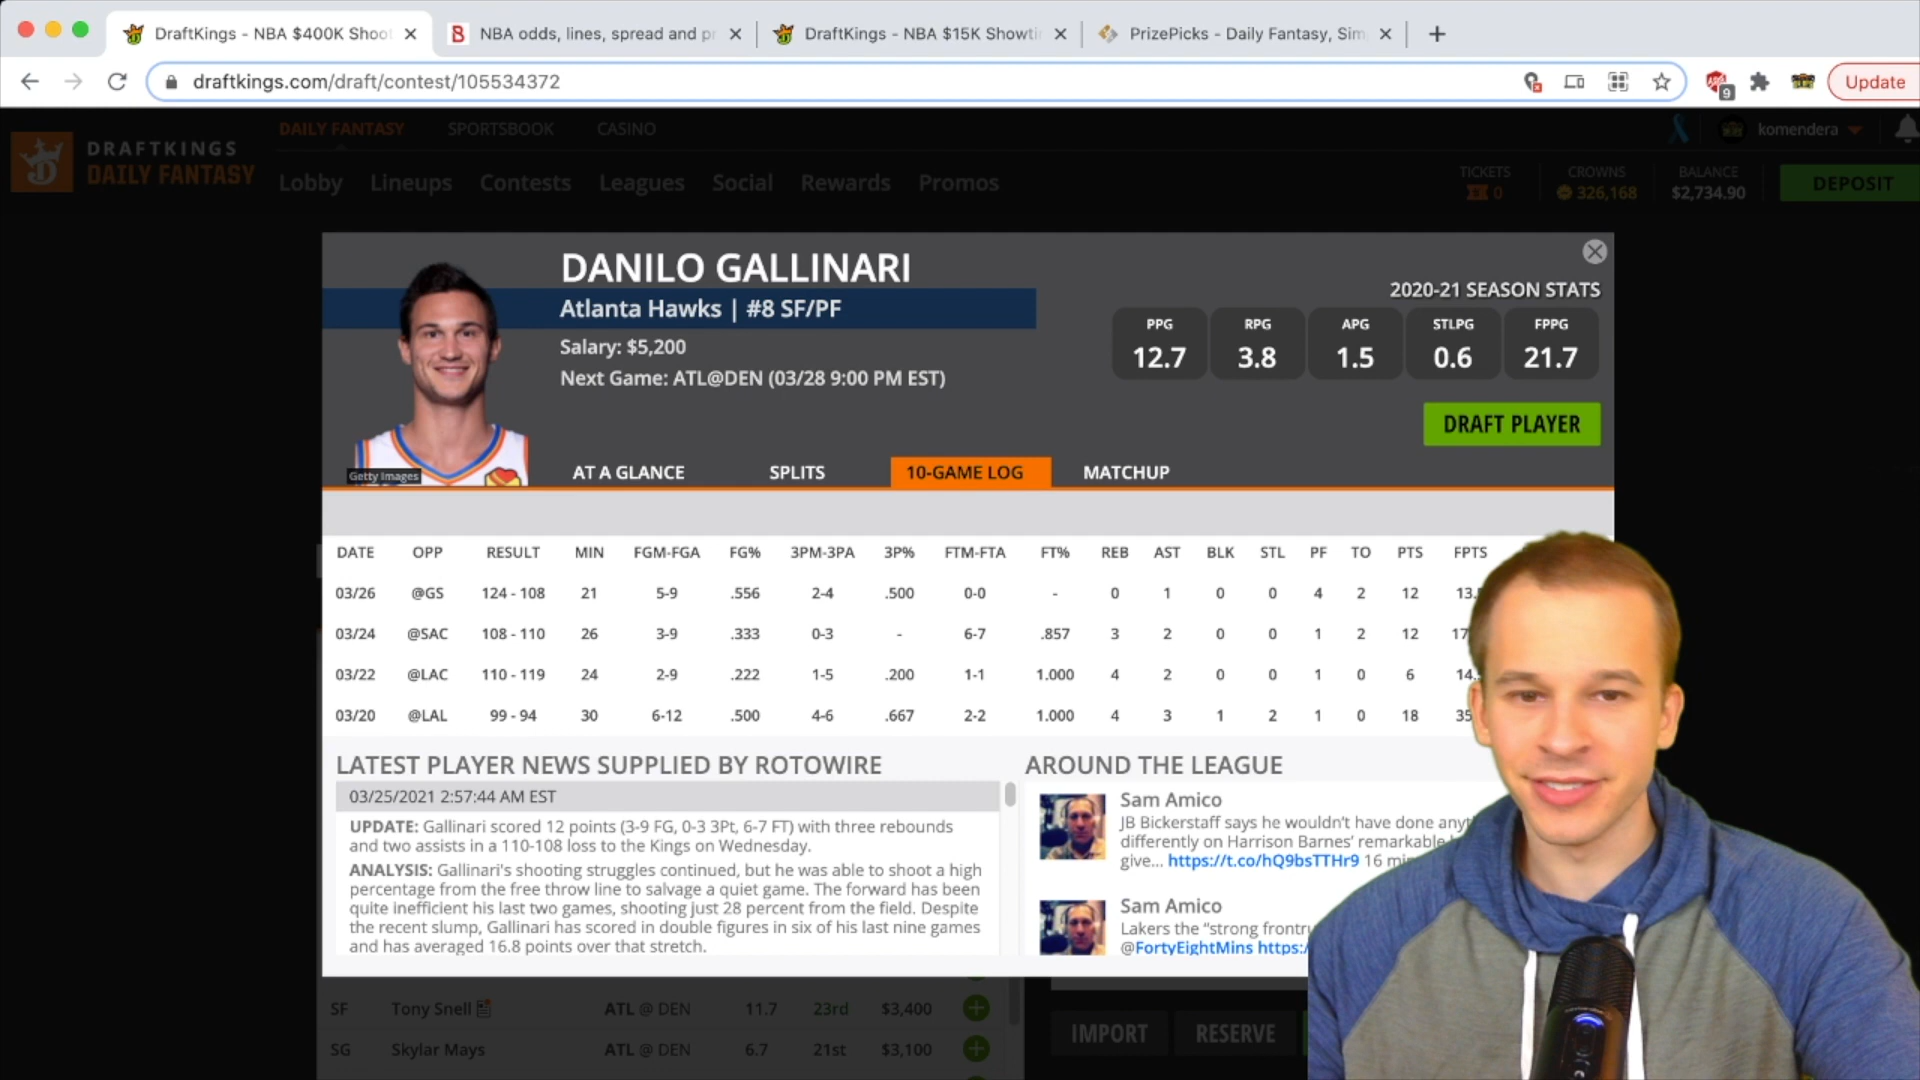 DraftKings - NBA $400K Shoo
NBA odds, lines, spread and p
DraftKings - NBA $15K Showti
PrizePicks - Daily Fantasy, Sim
draftkings.com/draft/contest/105534372
9
Update
DAILY FANTASY
SPORTSBOOK
CASINO
komendera
DRAFTKINGS
DAILY FANTASY
Lobby
Lineups
Contests
Leagues
Social
Rewards
Promos
TICKETS
0
CROWNS
326,168
BALANCE
$2,734.90
DEPOSIT
DANILO GALLINARI
Atlanta Hawks | #8 SF/PF
Salary: $5,200
Next Game: ATL@DEN (03/28 9:00 PM EST)
2020-21 SEASON STATS
PPG RPG APG STLPG FPPG
12.7 3.8 1.5 0.6 21.7
DRAFT PLAYER
Getty Images
AT A GLANCE
SPLITS
10-GAME LOG
MATCHUP
DATE OPP RESULT MIN FGM-FGA FG% 3PM-3PA 3P% FTM-FTA FT% REB AST BLK STL PF TO PTS FPTS
03/26 @GS 124 - 108 21 5-9 .556 2-4 .500 0-0 - 0 1 0 0 4 2 12 13.
03/24 @SAC 108 - 110 26 3-9 .333 0-3 - 6-7 .857 3 2 0 0 1 2 12 17
03/22 @LAC 110 - 119 24 2-9 .222 1-5 .200 1-1 1.000 4 2 0 0 1 0 6 14.
03/20 @LAL 99 - 94 30 6-12 .500 4-6 .667 2-2 1.000 4 3 1 2 1 0 18 35
LATEST PLAYER NEWS SUPPLIED BY ROTOWIRE
03/25/2021 2:57:44 AM EST
UPDATE: Gallinari scored 12 points (3-9 FG, 0-3 3Pt, 6-7 FT) with three rebounds
and two assists in a 110-108 loss to the Kings on Wednesday.
ANALYSIS: Gallinari's shooting struggles continued, but he was able to shoot a high
percentage from the free throw line to salvage a quiet game. The forward has been
quite inefficient his last two games, shooting just 28 percent from the field. Despite
the recent slump, Gallinari has scored in double figures in six of his last nine games
and has averaged 16.8 points over that stretch.
AROUND THE LEAGUE
Sam Amico
JB Bickerstaff says he wouldn't have done anyt
differently on Harrison Barnes' remarkable
give... https://t.co/hQ9bsTTHr9 16 mi
Sam Amico
Lakers the "strong frontru
@FortyEightMins https:/
SF Tony Snell ATL @ DEN 11.7 23rd $3,400
SG Skylar Mays ATL @ DEN 6.7 21st $3,100
IMPORT
RESERVE